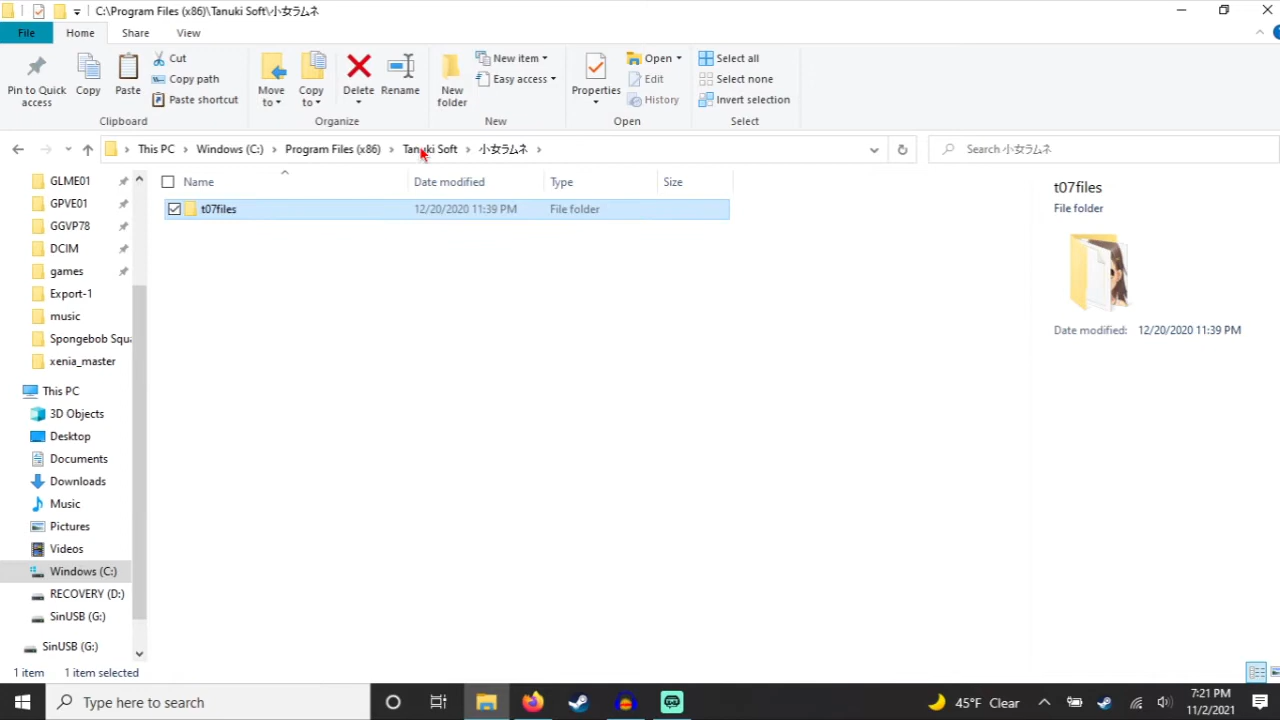 C:\Program Files (x86)\Tanuki Soft\小女ラムネ
File
Home
Share
View
Pin to Quick access
Copy
Paste
Cut
Copy path
Paste shortcut
Move to
Copy to
Delete
Rename
New folder
New item
Easy access
Properties
Open
Edit
History
Select all
Select none
Invert selection
Clipboard
Organize
New
Open
Select
This PC > Windows (C:) > Program Files (x86) > Tanuki Soft > 小女ラムネ >
Search 小女ラムネ
Name
Date modified
Type
Size
t07files
12/20/2020 11:39 PM
File folder
GLME01
GPVE01
GGVP78
DCIM
games
Export-1
music
Spongebob Squa
xenia_master
This PC
3D Objects
Desktop
Documents
Downloads
Music
Pictures
Videos
Windows (C:)
RECOVERY (D:)
SinUSB (G:)
SinUSB (G:)
t07files
File folder
Date modified: 12/20/2020 11:39 PM
1 item
1 item selected
Type here to search
45°F Clear
7:21 PM
11/2/2021